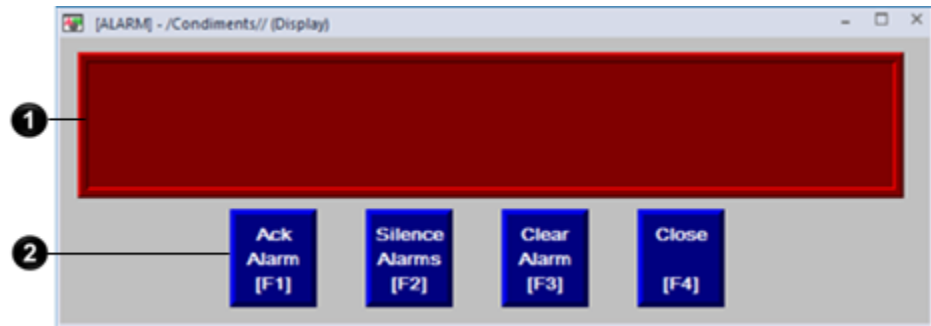 [ALARM] - /Condiments// (Display)
1
2
Ack
Alarm
[F1]
Silence
Alarms
[F2]
Clear
Alarm
[F3]
Close
[F4]